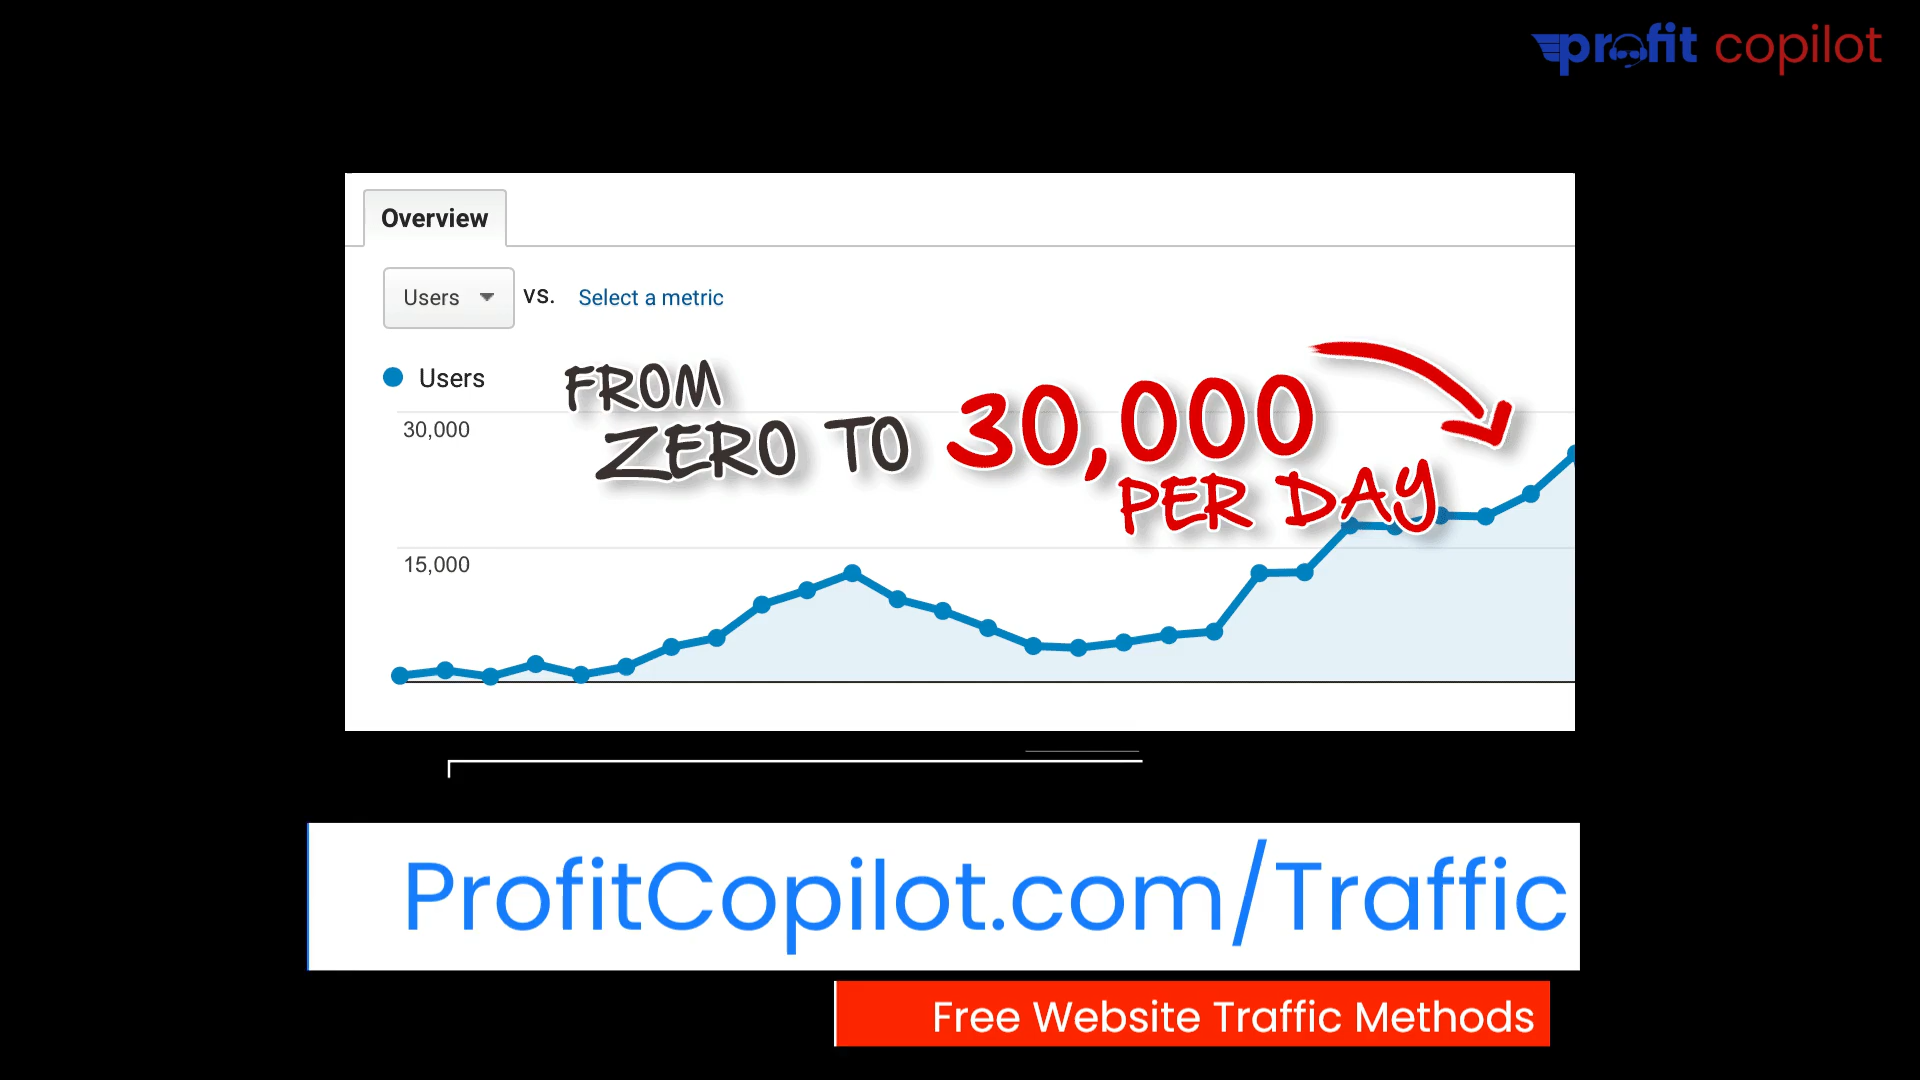 profit copilot
Overview
Users vs. Select a metric
Users
30,000
FROM
ZERO TO 30,000
PER DAY
15,000
ProfitCopilot.com/Traffic
Free Website Traffic Methods